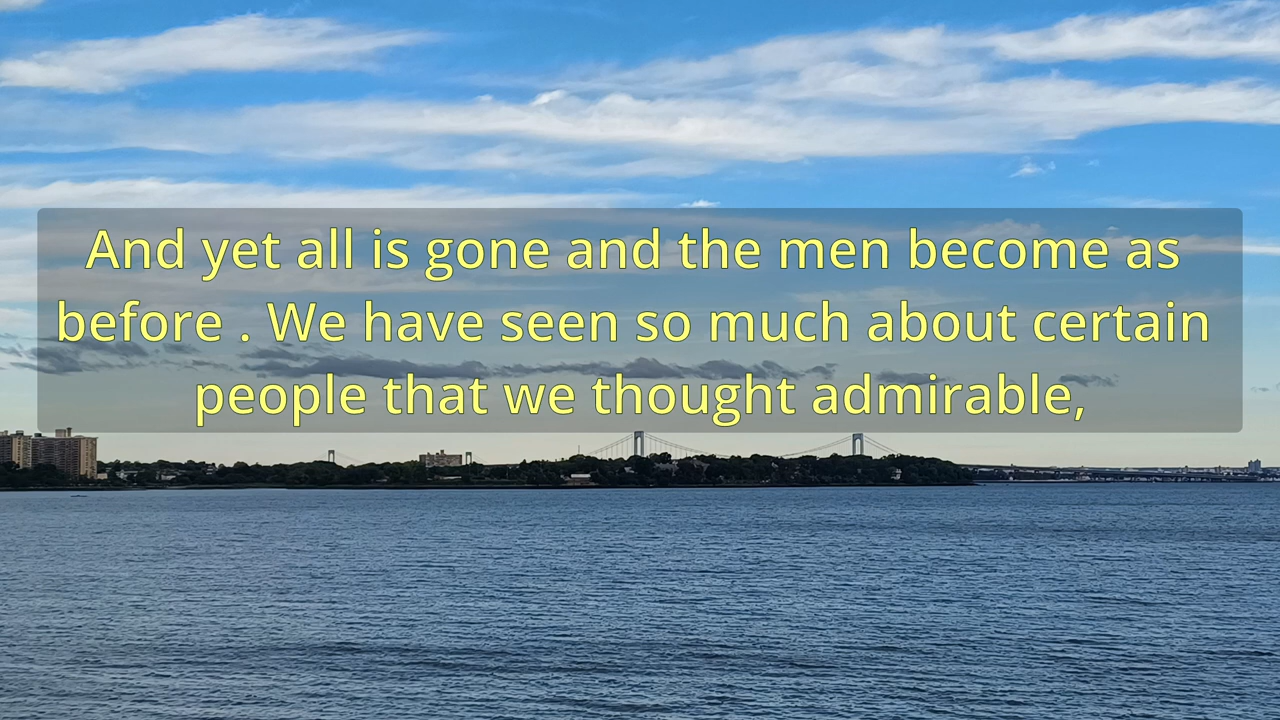 And yet all is gone and the men become as
before . We have seen so much about certain
people that we thought admirable,